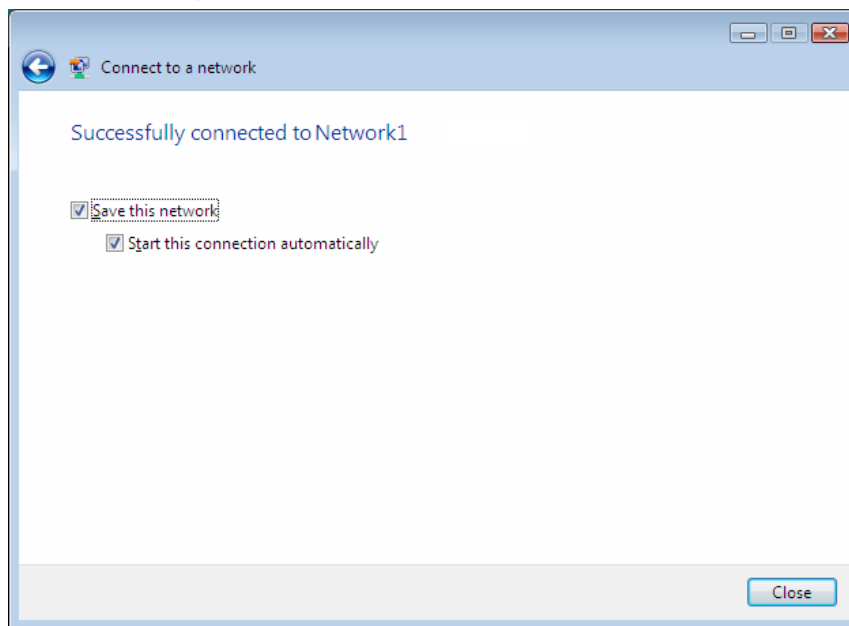 Connect to a network
Successfully connected to Network1
Save this network
Start this connection automatically
Close